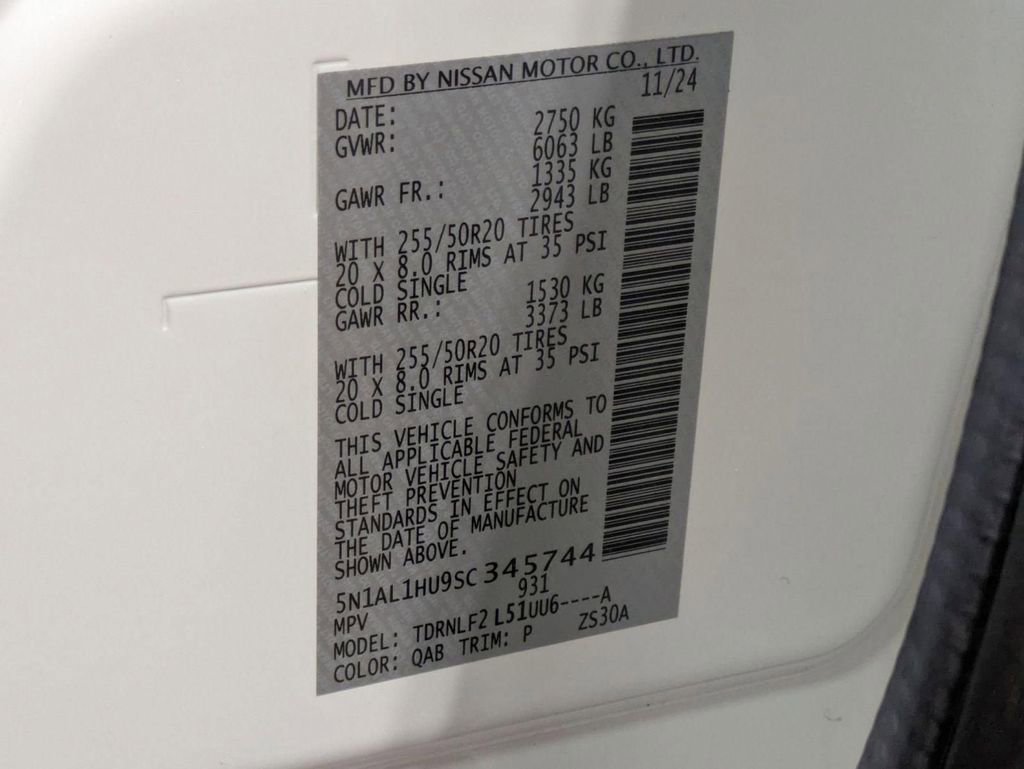 MFD BY NISSAN MOTOR CO., LTD.
DATE: 11/24
GVWR: 2750 KG
6063 LB
GAWR FR.: 1335 KG
2943 LB
WITH 255/50R20 TIRES
20 X 8.0 RIMS AT 35 PSI
COLD SINGLE
GAWR RR.: 1530 KG
3373 LB
WITH 255/50R20 TIRES
20 X 8.0 RIMS AT 35 PSI
COLD SINGLE
THIS VEHICLE CONFORMS TO
ALL APPLICABLE FEDERAL
MOTOR VEHICLE SAFETY AND
THEFT PREVENTION
STANDARDS IN EFFECT ON
THE DATE OF MANUFACTURE
SHOWN ABOVE.
5N1AL1HU9SC 345744
MPV 931
MODEL: TDRNLF2 L51UU6----A
COLOR: QAB TRIM: P ZS30A